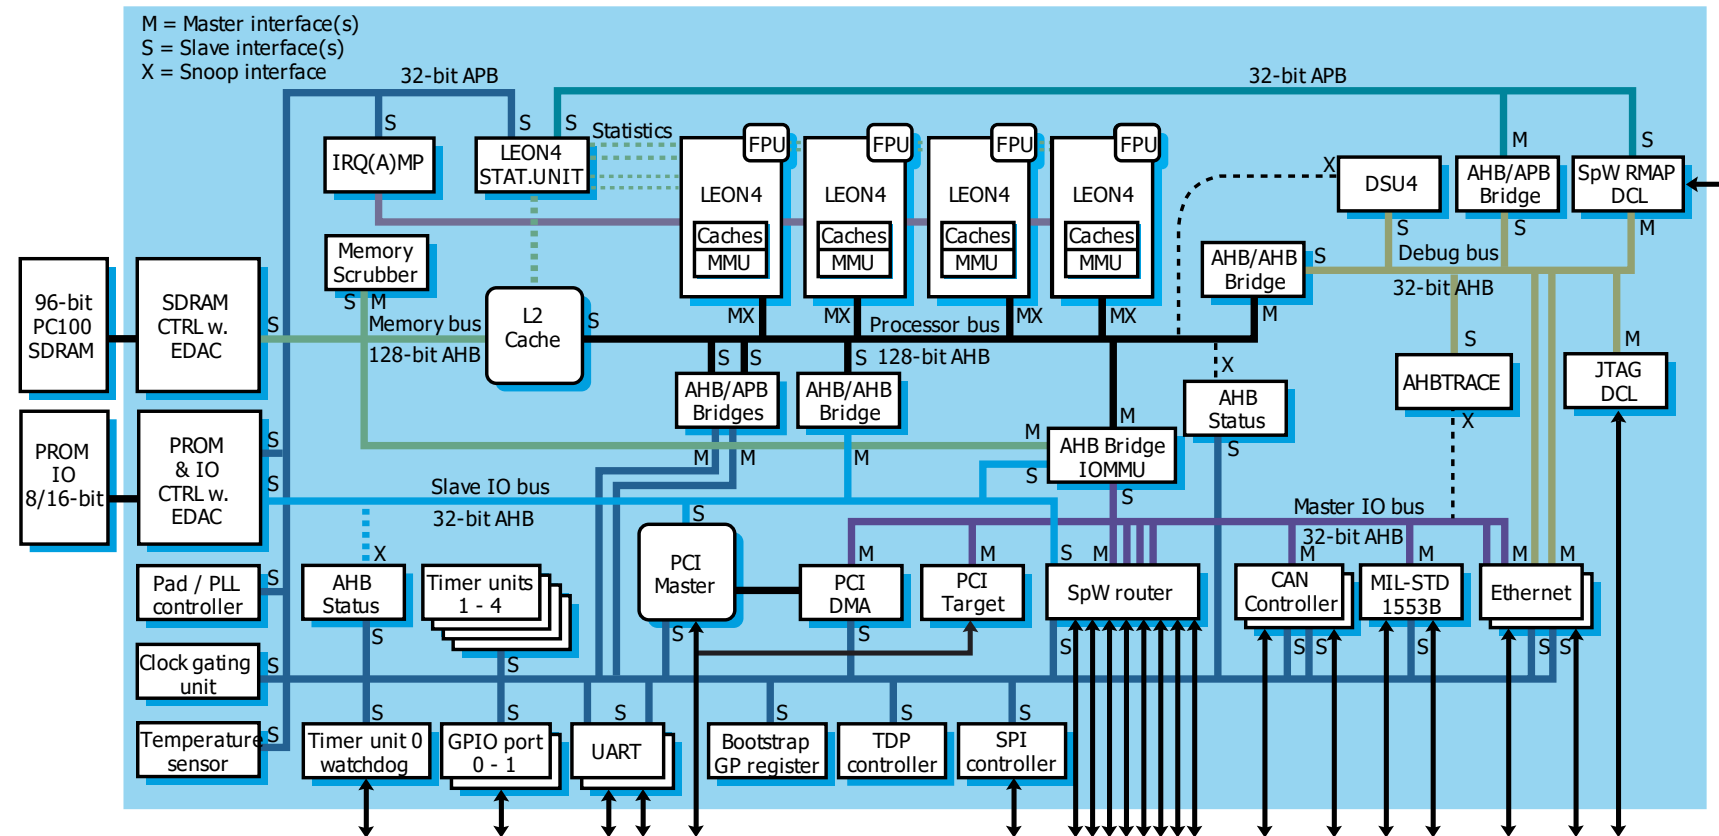 M = Master interface(s)
S = Slave interface(s)
X = Snoop interface
32-bit APB
32-bit APB
S
S
S
Statistics
M
S
IRQ(A)MP
LEON4
STAT.UNIT
FPU
LEON4
Caches
MMU
FPU
LEON4
Caches
MMU
FPU
LEON4
Caches
MMU
FPU
LEON4
Caches
MMU
X
DSU4
AHB/APB
Bridge
SpW RMAP
DCL
S
S
M
Debug bus
32-bit AHB
Memory
Scrubber
S
M
AHB/AHB
Bridge
S
M
96-bit
PC100
SDRAM
SDRAM
CTRL w.
EDAC
S
Memory bus
128-bit AHB
L2
Cache
S
MX
MX
MX
MX
Processor bus
128-bit AHB
S
S
S
X
S
M
AHB/APB
Bridges
AHB/AHB
Bridge
AHB
Status
AHBTRACE
JTAG
DCL
X
M
M
M
M
M
AHB Bridge
IOMMU
S
S
S
PROM
IO
8/16-bit
PROM
& IO
CTRL w.
EDAC
S
S
Slave IO bus
32-bit AHB
S
Master IO bus
32-bit AHB
X
M
M
S
M
M
M
M
M
Pad / PLL
controller
S
AHB
Status
Timer units
1 - 4
PCI
Master
PCI
DMA
PCI
Target
SpW router
CAN
Controller
MIL-STD
1553B
Ethernet
S
S
S
S
S
S
S
S
S
S
Clock gating
unit
S
Temperature
sensor
S
S
S
S
S
S
S
Timer unit 0
watchdog
GPIO port
0 - 1
UART
Bootstrap
GP register
TDP
controller
SPI
controller